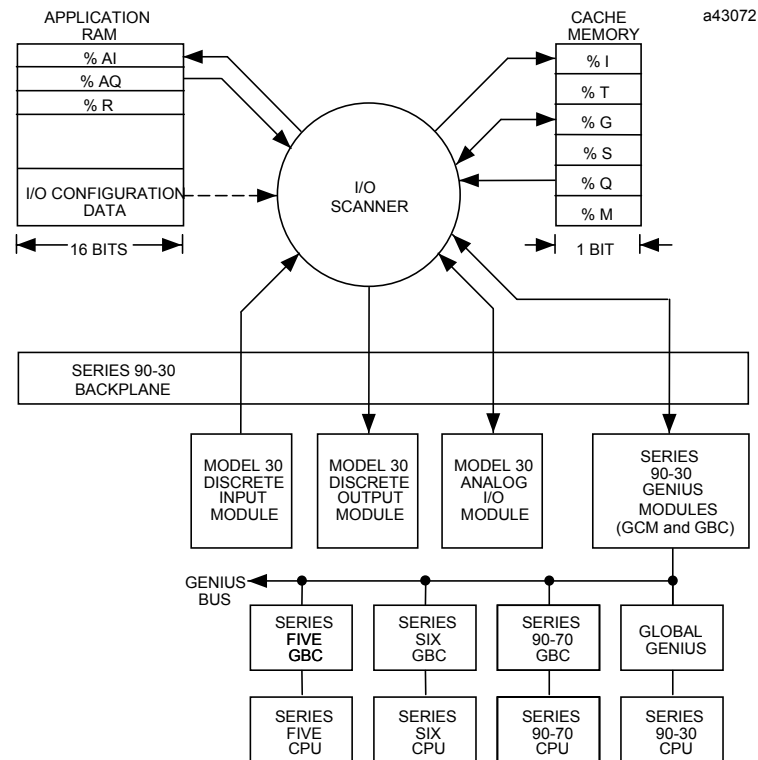 APPLICATION
RAM
% AI
% AQ
% R
I/O CONFIGURATION
DATA
16 BITS
I/O
SCANNER
CACHE
MEMORY
% I
% T
% G
% S
% Q
% M
1 BIT
a43072
SERIES 90-30
BACKPLANE
MODEL 30
DISCRETE
INPUT
MODULE
MODEL 30
DISCRETE
OUTPUT
MODULE
MODEL 30
ANALOG
I/O
MODULE
SERIES
90-30
GENIUS
MODULES
(GCM and GBC)
GENIUS
BUS
SERIES
FIVE
GBC
SERIES
SIX
GBC
SERIES
90-70
GBC
GLOBAL
GENIUS
SERIES
FIVE
CPU
SERIES
SIX
CPU
SERIES
90-70
CPU
SERIES
90-30
CPU